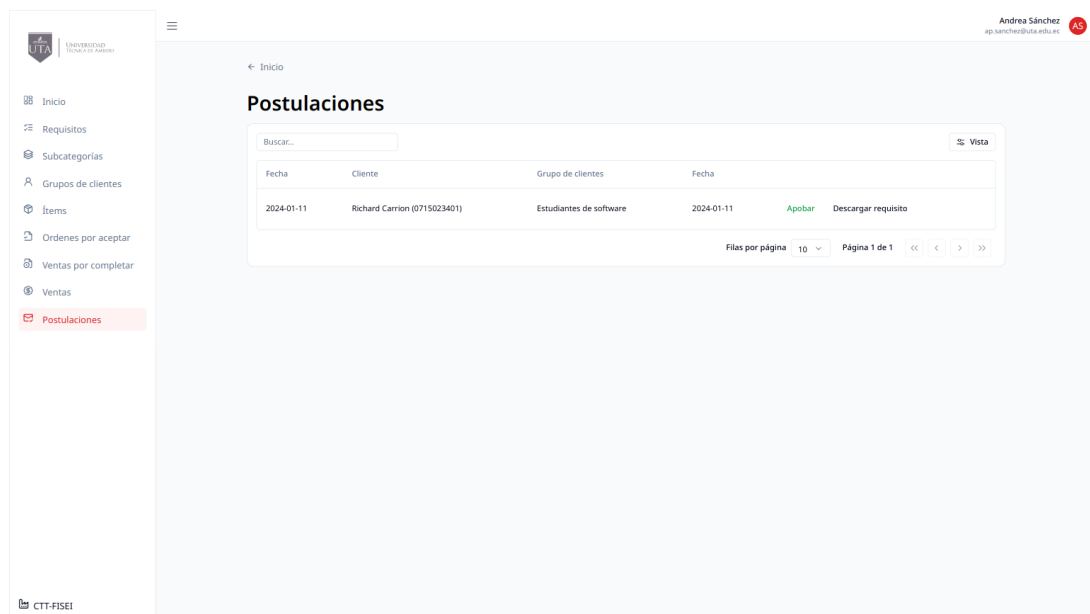 Andrea Sánchez
ap.sanchez@uta.edu.ec
AS
UTA
UNIVERSIDAD
TÉCNICA DE AMBATO
Inicio
Requisitos
Subcategorías
Grupos de clientes
Ítems
Ordenes por aceptar
Ventas por completar
Ventas
Postulaciones
CTT-FISEI
← Inicio
Postulaciones
Buscar...
Vista
Fecha Cliente Grupo de clientes Fecha
2024-01-11 Richard Carrion (0715023401) Estudiantes de software 2024-01-11 Apobar Descargar requisito
Filas por página 10 Página 1 de 1